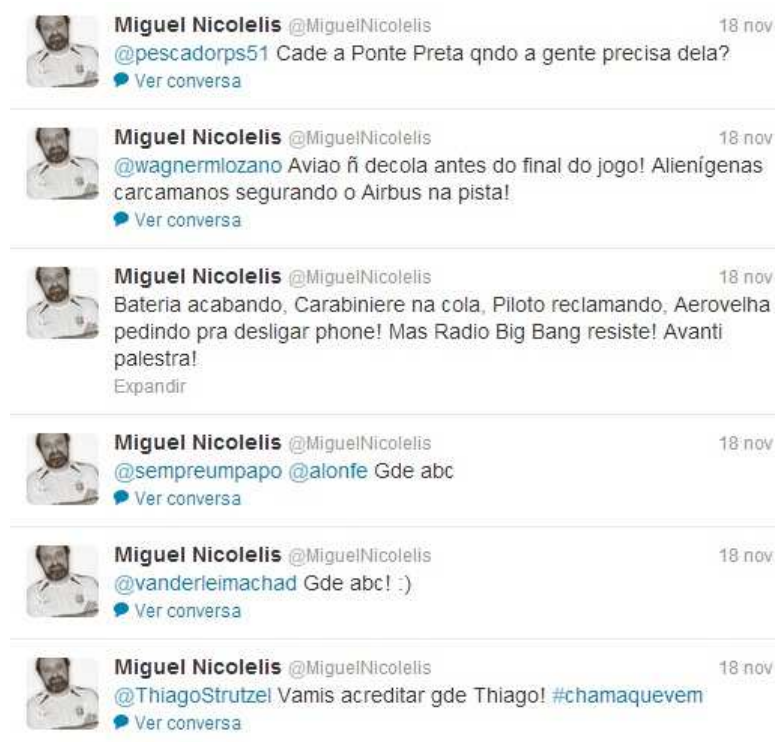 Miguel Nicolelis @MiguelNicolelis 18 nov
@pescadorps51 Cade a Ponte Preta qndo a gente precisa dela?
Ver conversa
Miguel Nicolelis @MiguelNicolelis 18 nov
@wagnermlozano Aviao ñ decola antes do final do jogo! Alienígenas
carcamanos segurando o Airbus na pista!
Ver conversa
Miguel Nicolelis @MiguelNicolelis 18 nov
Bateria acabando, Carabiniere na cola, Piloto reclamando, Aerovelha
pedindo pra desligar phone! Mas Radio Big Bang resiste! Avanti
palestra!
Expandir
Miguel Nicolelis @MiguelNicolelis 18 nov
@sempreumpapo @alonfe Gde abc
Ver conversa
Miguel Nicolelis @MiguelNicolelis 18 nov
@vanderleimachad Gde abc! :)
Ver conversa
Miguel Nicolelis @MiguelNicolelis 18 nov
@ThiagoStrutzel Vamis acreditar gde Thiago! #chamaquevem
Ver conversa